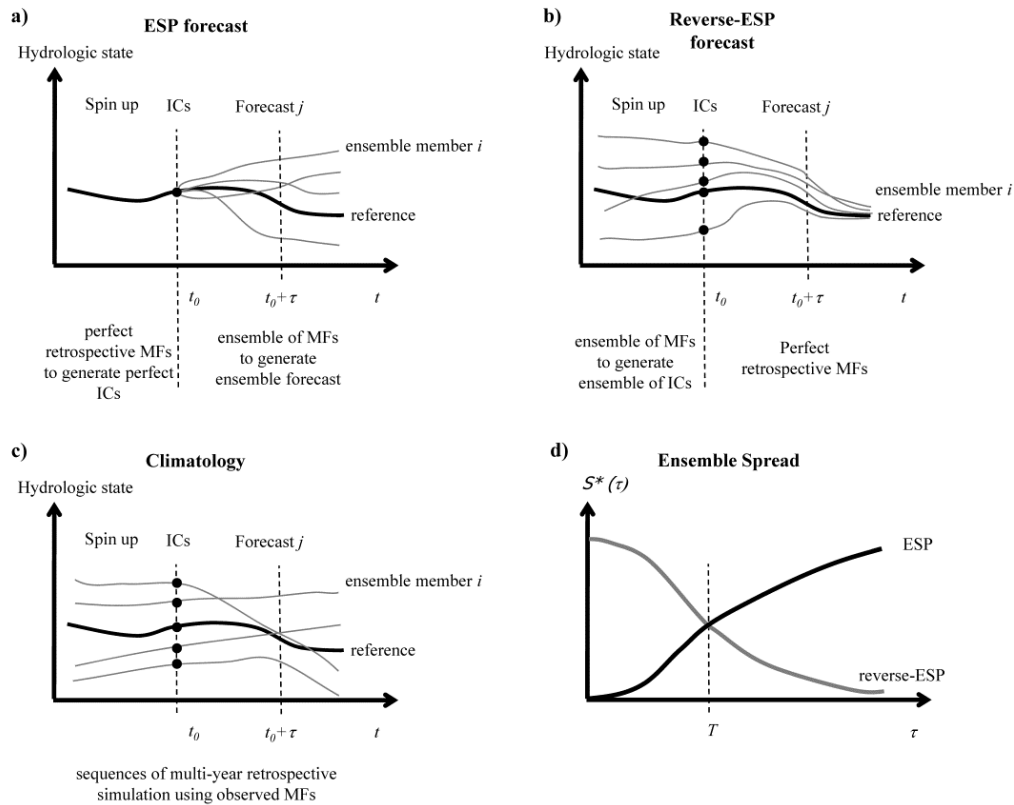 a)
ESP forecast
Hydrologic state
Spin up
ICs
Forecast j
ensemble member i
reference
t0
t0+ τ
t
perfect
retrospective MFs
to generate perfect
ICs
ensemble of MFs
to generate
ensemble forecast
b)
Reverse-ESP
forecast
Hydrologic state
Spin up
ICs
Forecast j
ensemble member i
reference
t0
t0+ τ
t
ensemble of MFs
to generate
ensemble of ICs
Perfect
retrospective MFs
c)
Climatology
Hydrologic state
Spin up
ICs
Forecast j
ensemble member i
reference
t0
t0+ τ
t
sequences of multi-year retrospective
simulation using observed MFs
d)
Ensemble Spread
S* (τ)
ESP
reverse-ESP
T
τ